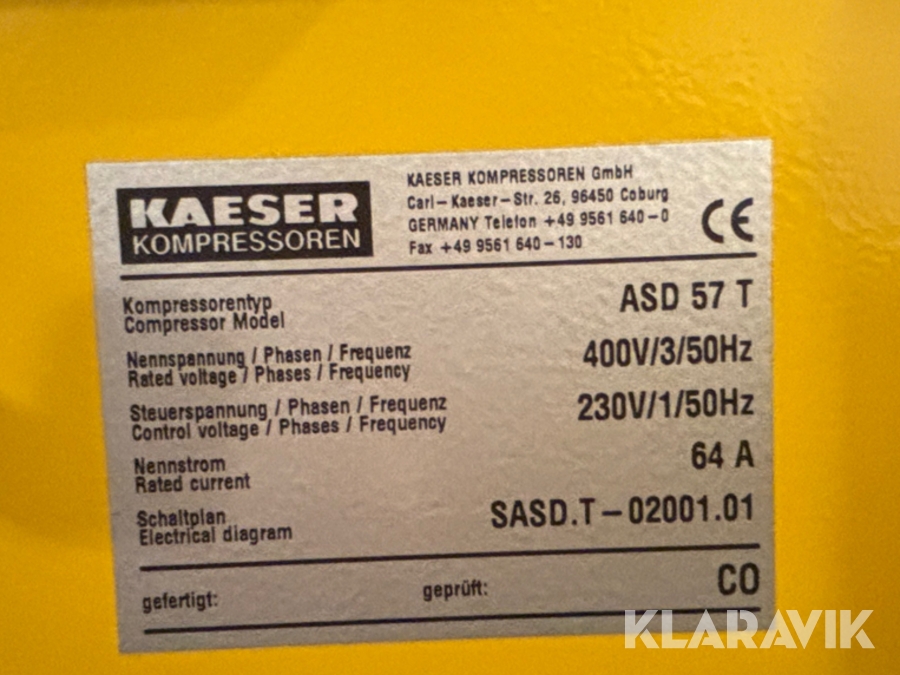 KAESER
KOMPRESSOREN
KAESER KOMPRESSOREN GmbH
Carl-Kaeser-Str. 26, 96450 Coburg
GERMANY Telefon +49 9561 640-0
Fax +49 9561 640-130
CE
Kompressorentyp
Compressor Model
ASD 57 T
Nennspannung / Phasen / Frequenz
Rated voltage / Phases / Frequency
400V/3/50Hz
Steuerspannung / Phasen / Frequenz
Control voltage / Phases / Frequency
230V/1/50Hz
Nennstrom
Rated current
64 A
Schaltplan
Electrical diagram
SASD.T-02001.01
gefertigt:
geprüft:
CO
KLARAVIK